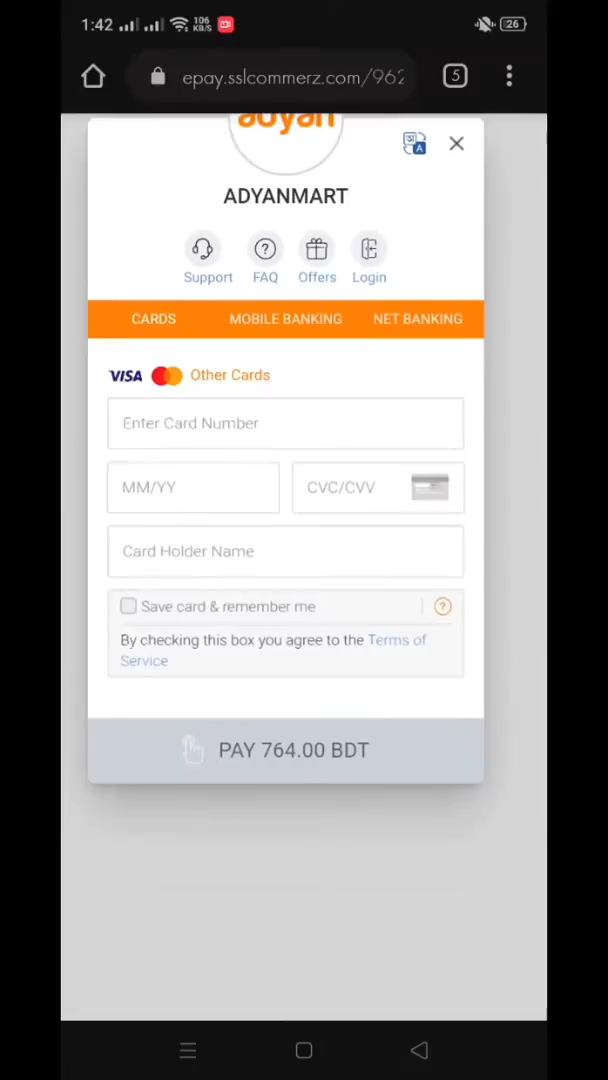 1:42 106 KB/S 26
epay.sslcommerz.com/962 5
adyan
অ A
ADYANMART
Support FAQ Offers Login
CARDS MOBILE BANKING NET BANKING
VISA Other Cards
Enter Card Number
MM/YY CVC/CVV
Card Holder Name
Save card & remember me ?
By checking this box you agree to the Terms of
Service
PAY 764.00 BDT